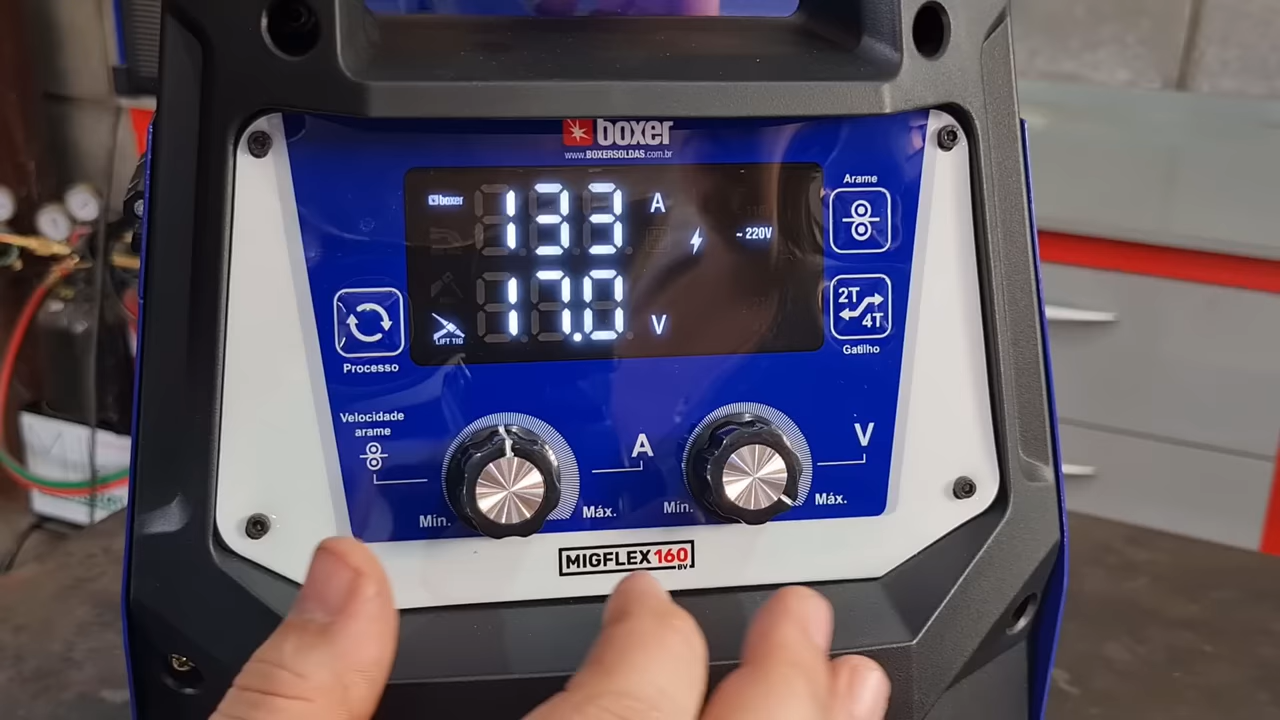 boxer
www.BOXERSOLDAS.com.br
boxer
133 A
~ 220V
17.0 V
LIFT TIG
Arame
2T
4T
Gatilho
Processo
Velocidade
arame
A
Mín.
Máx.
V
Mín.
Máx.
MIGFLEX 160
BV